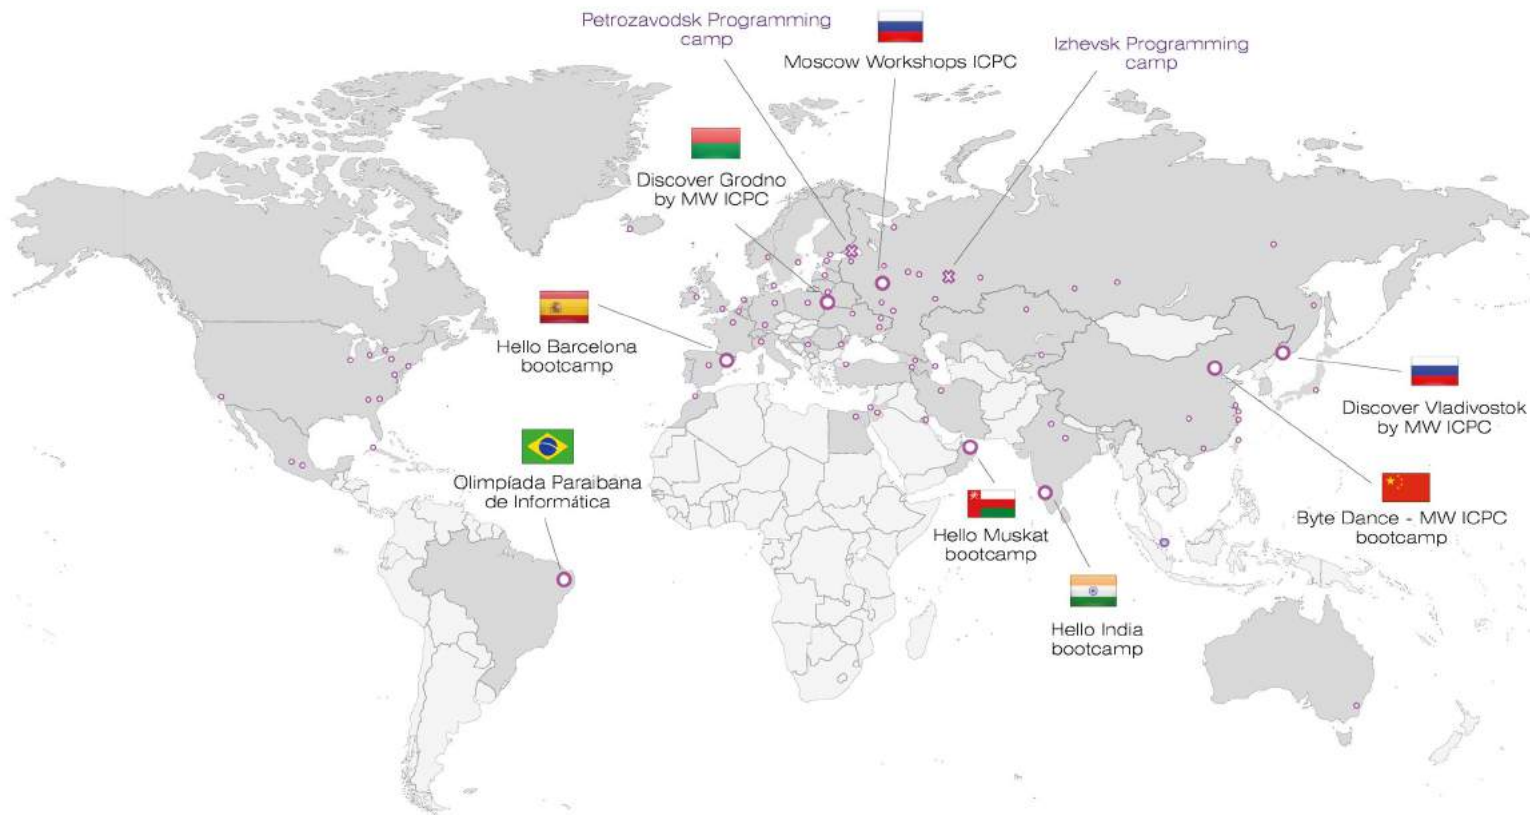 Petrozavodsk Programming
camp
Moscow Workshops ICPC
Izhevsk Programming
camp
Discover Grodno
by MW ICPC
Hello Barcelona
bootcamp
Discover Vladivostok
by MW ICPC
Olimpíada Paraibana
de Informática
Byte Dance - MW ICPC
bootcamp
Hello Muskat
bootcamp
Hello India
bootcamp